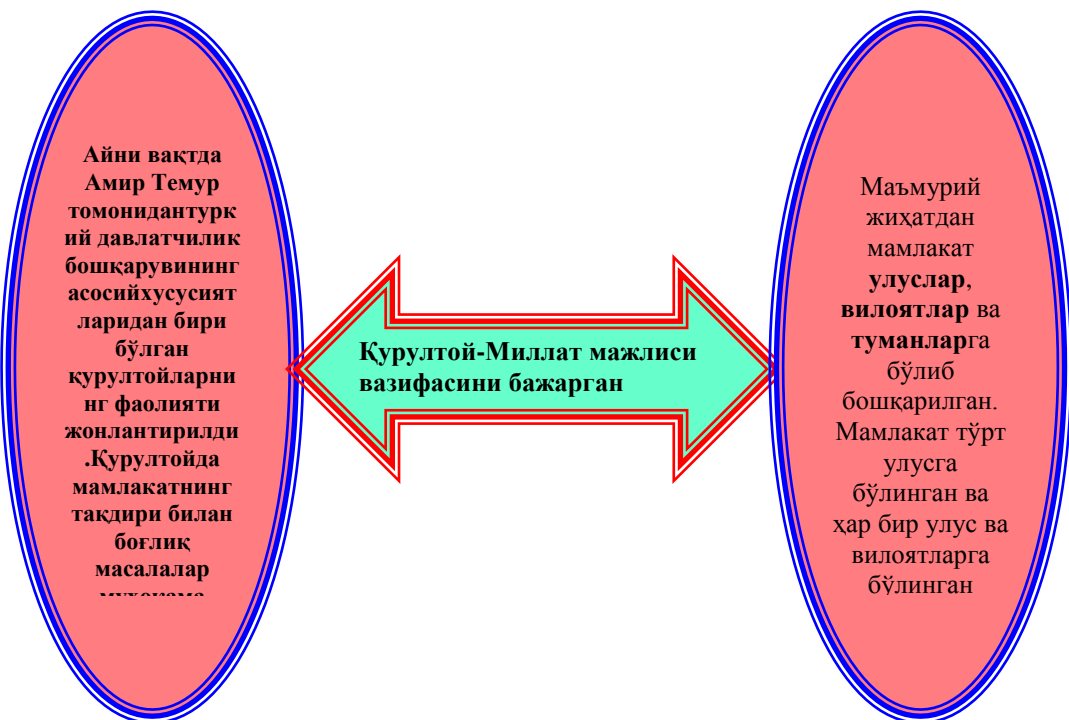 Айни вақтда
Амир Темур
томонидантурк
ий давлатчилик
бошқарувининг
асосийхусусият
ларидан бири
бўлган
қурултойларни
нг фаолияти
жонлантирилди
.Қурултойда
мамлакатнинг
тақдири билан
боғлиқ
масалалар
Қурултой-Миллат мажлиси
вазифасини бажарган
Маъмурий
жиҳатдан
мамлакат
улуслар,
вилоятлар ва
туманларга
бўлиб
бошқарилган.
Мамлакат тўрт
улусга
бўлинган ва
ҳар бир улус ва
вилоятларга
бўлинган